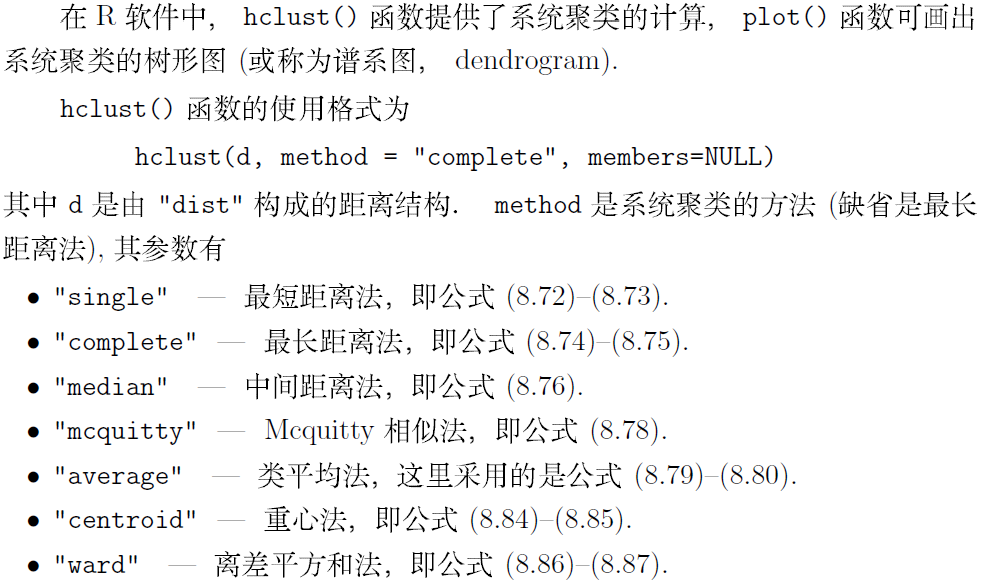 在 R 软件中， hclust() 函数提供了系统聚类的计算， plot() 函数可画出
系统聚类的树形图 (或称为谱系图， dendrogram).
hclust() 函数的使用格式为
hclust(d, method = "complete", members=NULL)
其中 d 是由 "dist" 构成的距离结构. method 是系统聚类的方法 (缺省是最长
距离法), 其参数有
• "single" — 最短距离法，即公式 (8.72)–(8.73).
• "complete" — 最长距离法，即公式 (8.74)–(8.75).
• "median" — 中间距离法，即公式 (8.76).
• "mcquitty" — Mcquitty 相似法，即公式 (8.78).
• "average" — 类平均法，这里采用的是公式 (8.79)–(8.80).
• "centroid" — 重心法，即公式 (8.84)–(8.85).
• "ward" — 离差平方和法，即公式 (8.86)–(8.87).